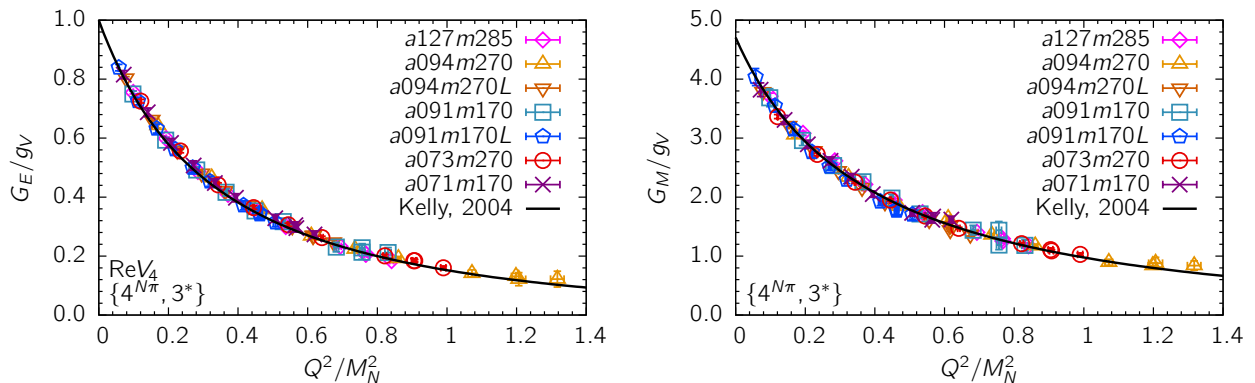 G_E/g_V
1.0
0.8
0.6
0.4
0.2
0.0
a127m285
a094m270
a094m270L
a091m170
a091m170L
a073m270
a071m170
Kelly, 2004
ReV_4
{4^{Nπ}, 3^*}
0 0.2 0.4 0.6 0.8 1 1.2 1.4
Q^2/M_N^2
G_M/g_V
5.0
4.0
3.0
2.0
1.0
0.0
a127m285
a094m270
a094m270L
a091m170
a091m170L
a073m270
a071m170
Kelly, 2004
{4^{Nπ}, 3^*}
0 0.2 0.4 0.6 0.8 1 1.2 1.4
Q^2/M_N^2